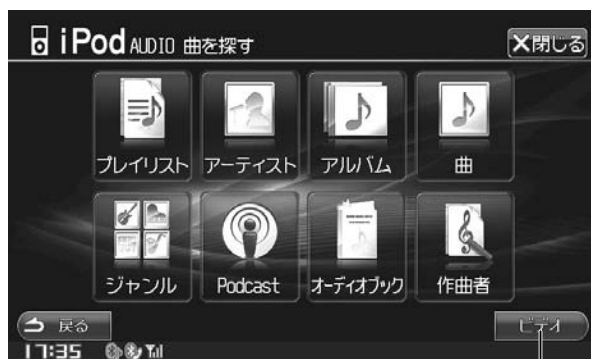 iPod AUDIO 曲を探す
×閉じる
プレイリスト アーティスト アルバム 曲
ジャンル Podcast オーディオブック 作曲者
戻る
ビデオ
17:35